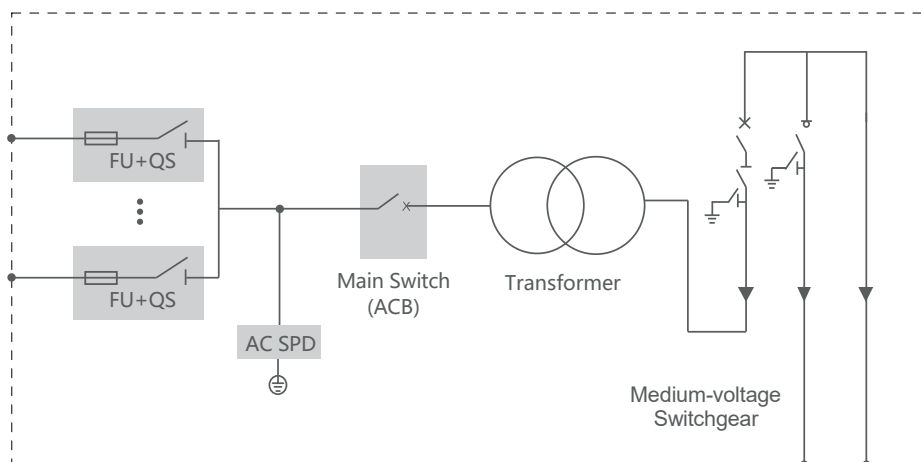 FU+QS
FU+QS
Main Switch
(ACB)
Transformer
AC SPD
Medium-voltage
Switchgear